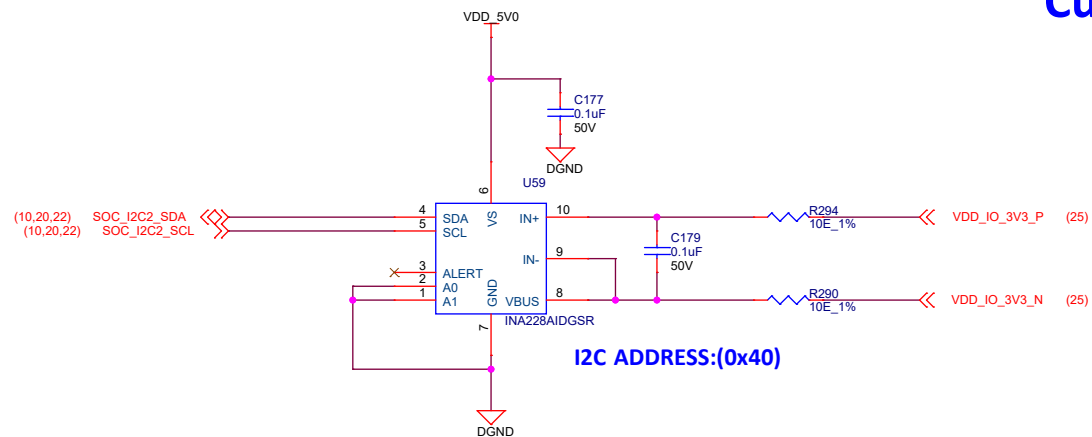 Cu
VDD_5V0
C177
0.1uF
50V
DGND
U59
6
VS
(10,20,22) SOC_I2C2_SDA
4
SDA
IN+
10
R294
10E_1%
VDD_IO_3V3_P (25)
(10,20,22) SOC_I2C2_SCL
5
SCL
C179
0.1uF
50V
IN-
9
3
ALERT
2
A0
1
A1
GND
7
VBUS
8
R290
10E_1%
VDD_IO_3V3_N (25)
INA228AIDGSR
I2C ADDRESS:(0x40)
DGND